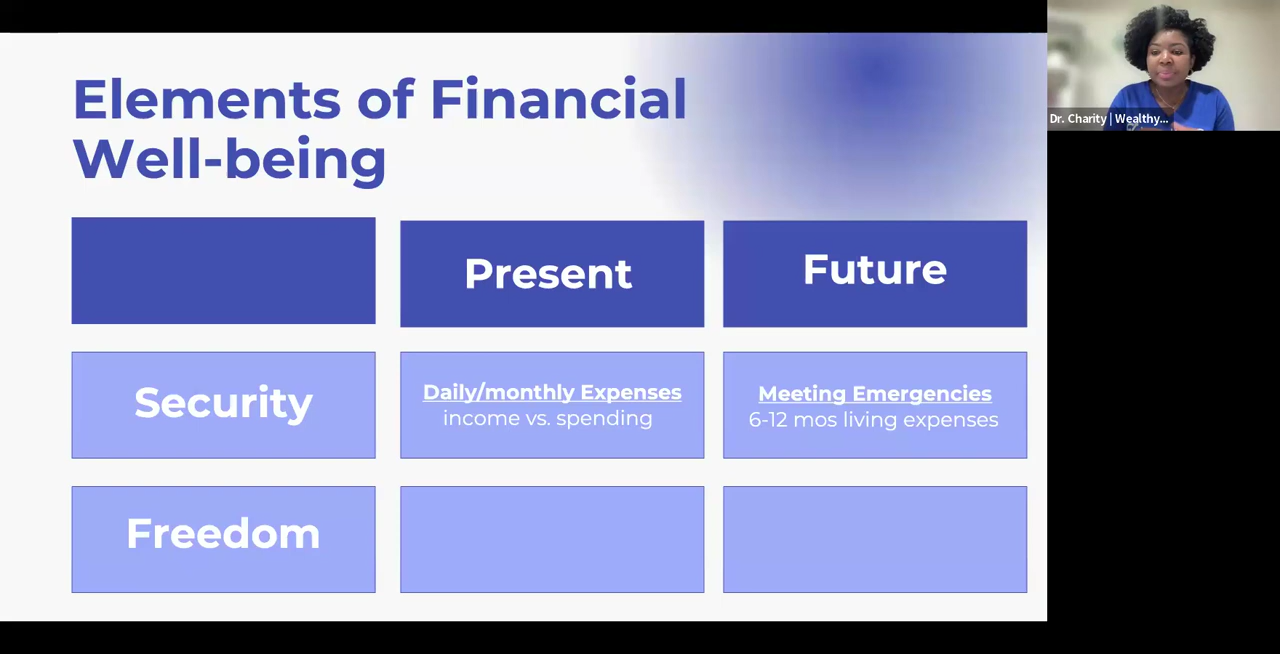 Elements of Financial
Well-being
Present
Future
Security
Daily/monthly Expenses
income vs. spending
Meeting Emergencies
6-12 mos living expenses
Freedom
Dr. Charity | Wealthy...